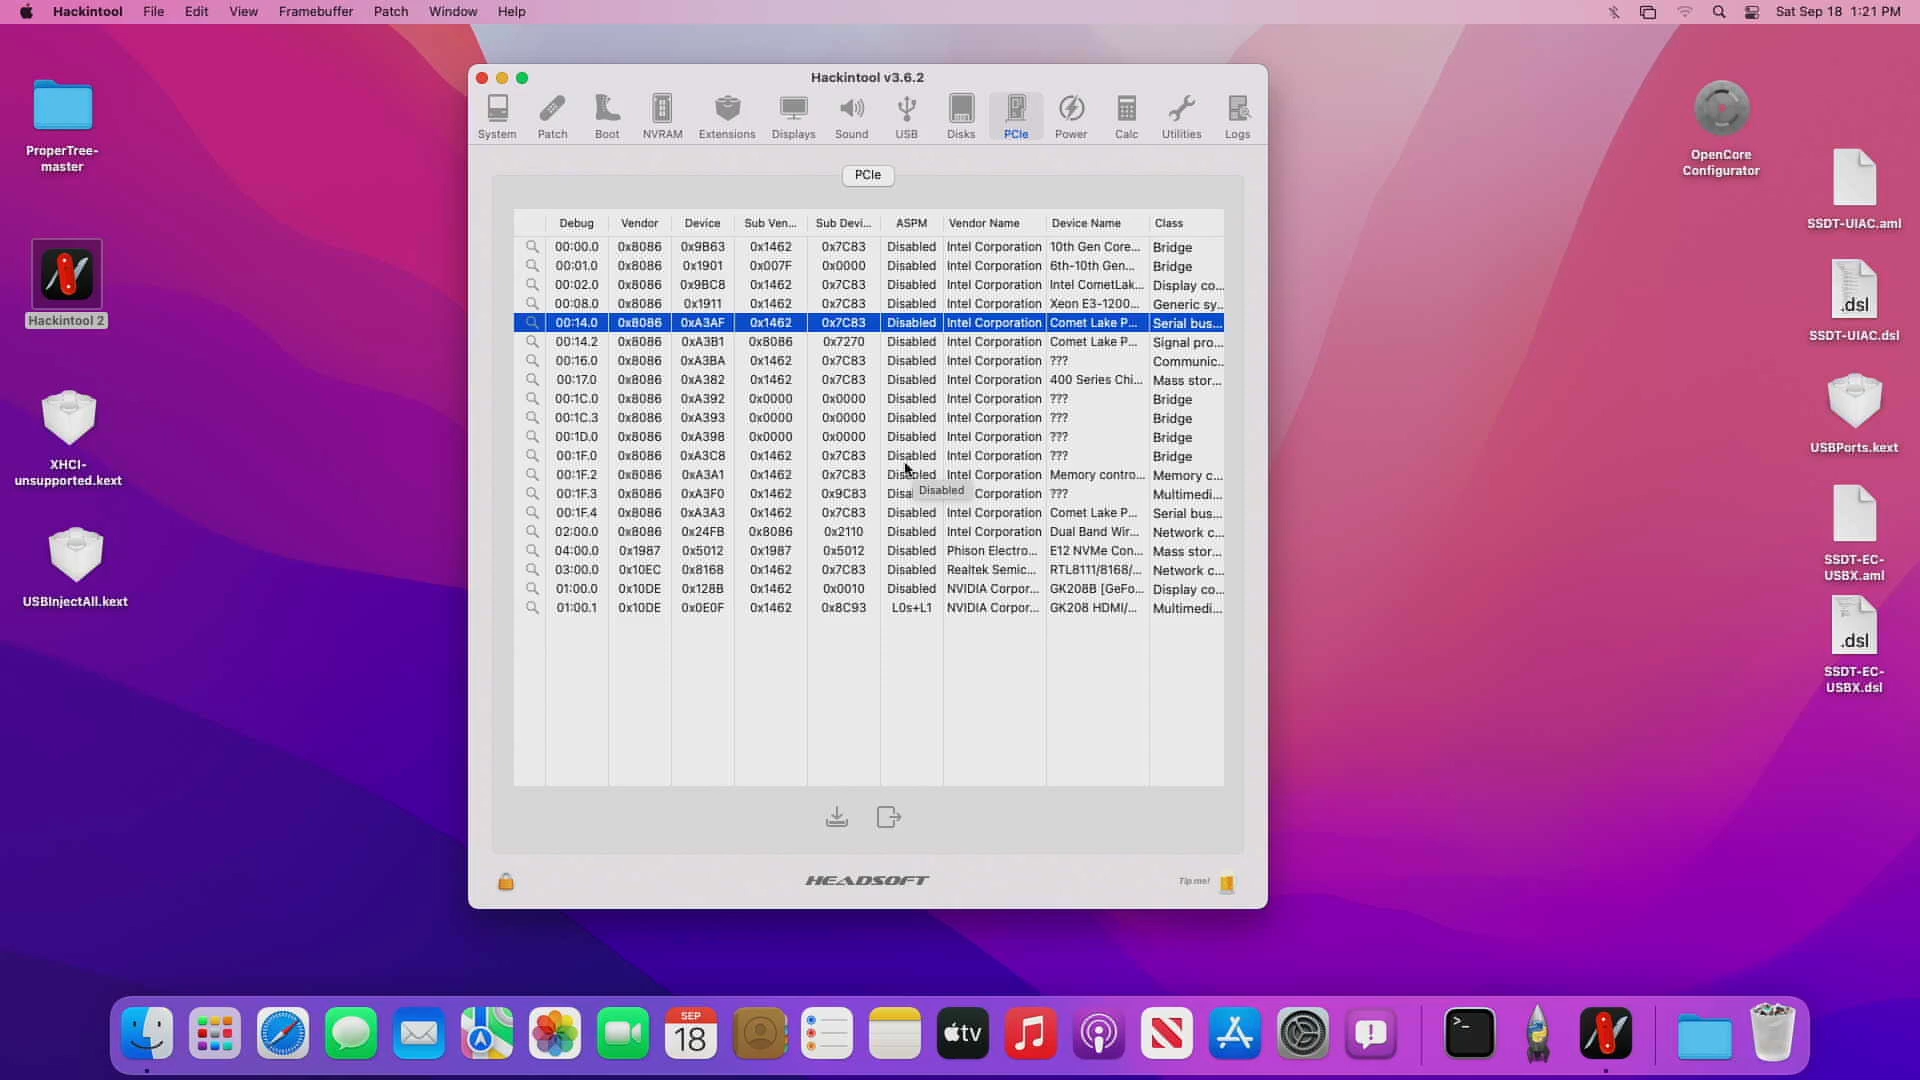 Hackintool File Edit View Framebuffer Patch Window Help
Sat Sep 18 1:21 PM
ProperTree-
master
Hackintool 2
XHCI-
unsupported.kext
USBInjectAll.kext
Hackintool v3.6.2
System Patch Boot NVRAM Extensions Displays Sound USB Disks PCIe Power Calc Utilities Logs
PCIe
Debug Vendor Device Sub Ven... Sub Devi... ASPM Vendor Name Device Name Class
00:00.0 0x8086 0x9B63 0x1462 0x7C83 Disabled Intel Corporation 10th Gen Core... Bridge
00:01.0 0x8086 0x1901 0x007F 0x0000 Disabled Intel Corporation 6th-10th Gen... Bridge
00:02.0 0x8086 0x9BC8 0x1462 0x7C83 Disabled Intel Corporation Intel CometLak... Display co...
00:08.0 0x8086 0x1911 0x1462 0x7C83 Disabled Intel Corporation Xeon E3-1200... Generic sy...
00:14.0 0x8086 0xA3AF 0x1462 0x7C83 Disabled Intel Corporation Comet Lake P... Serial bus...
00:14.2 0x8086 0xA3B1 0x8086 0x7270 Disabled Intel Corporation Comet Lake P... Signal pro...
00:16.0 0x8086 0xA3BA 0x1462 0x7C83 Disabled Intel Corporation ??? Communic...
00:17.0 0x8086 0xA382 0x1462 0x7C83 Disabled Intel Corporation 400 Series Chi... Mass stor...
00:1C.0 0x8086 0xA392 0x0000 0x0000 Disabled Intel Corporation ??? Bridge
00:1C.3 0x8086 0xA393 0x0000 0x0000 Disabled Intel Corporation ??? Bridge
00:1D.0 0x8086 0xA398 0x0000 0x0000 Disabled Intel Corporation ??? Bridge
00:1F.0 0x8086 0xA3C8 0x1462 0x7C83 Disabled Intel Corporation ??? Bridge
00:1F.2 0x8086 0xA3A1 0x1462 0x7C83 Disabled Intel Corporation Memory contro... Memory c...
00:1F.3 0x8086 0xA3F0 0x1462 0x9C83 Disa Corporation ??? Multimedi...
Disabled
00:1F.4 0x8086 0xA3A3 0x1462 0x7C83 Disabled Intel Corporation Comet Lake P... Serial bus...
02:00.0 0x8086 0x24FB 0x8086 0x2110 Disabled Intel Corporation Dual Band Wir... Network c...
04:00.0 0x1987 0x5012 0x1987 0x5012 Disabled Phison Electro... E12 NVMe Con... Mass stor...
03:00.0 0x10EC 0x8168 0x1462 0x7C83 Disabled Realtek Semic... RTL8111/8168/... Network c...
01:00.0 0x10DE 0x128B 0x1462 0x0010 Disabled NVIDIA Corpor... GK208B [GeFo... Display co...
01:00.1 0x10DE 0x0E0F 0x1462 0x8C93 L0s+L1 NVIDIA Corpor... GK208 HDMI/... Multimedi...
HEADSOFT
Tip me!
OpenCore
Configurator
SSDT-UIAC.aml
.dsl
SSDT-UIAC.dsl
USBPorts.kext
SSDT-EC-
USBX.aml
.dsl
SSDT-EC-
USBX.dsl
SEP
18
tv
>_